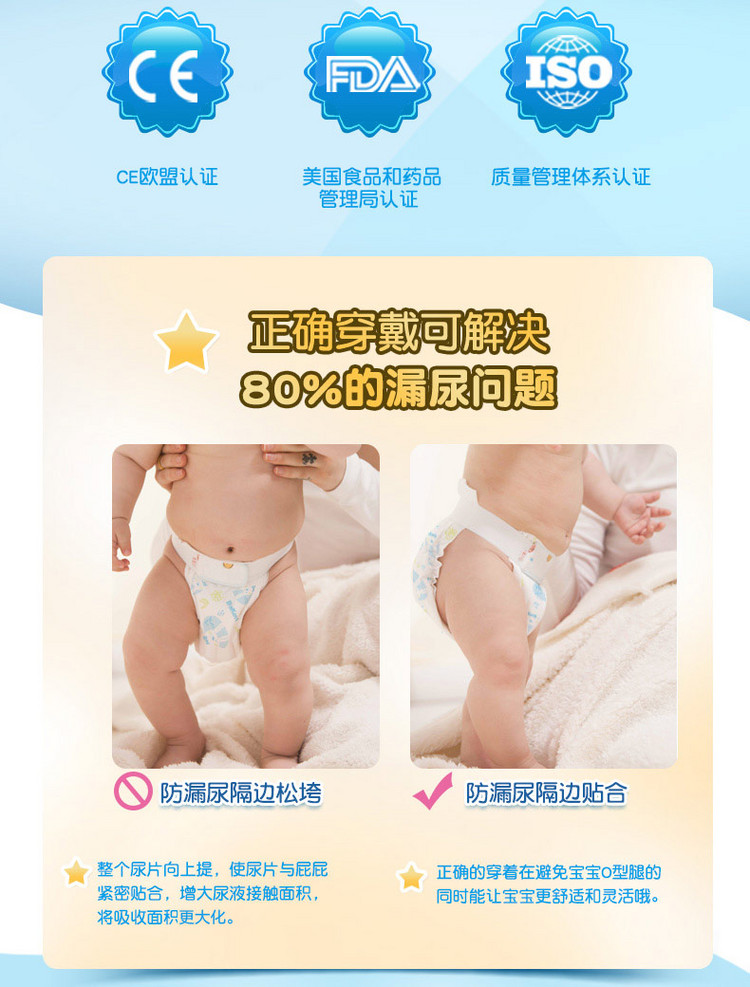 CE
FDA
ISO
CE欧盟认证
美国食品和药品
管理局认证
质量管理体系认证
正确穿戴可解决
80%的漏尿问题
防漏尿隔边松垮
防漏尿隔边贴合
整个尿片向上提，使尿片与屁屁
紧密贴合，增大尿液接触面积，
将吸收面积更大化。
正确的穿着在避免宝宝O型腿的
同时能让宝宝更舒适和灵活哦。